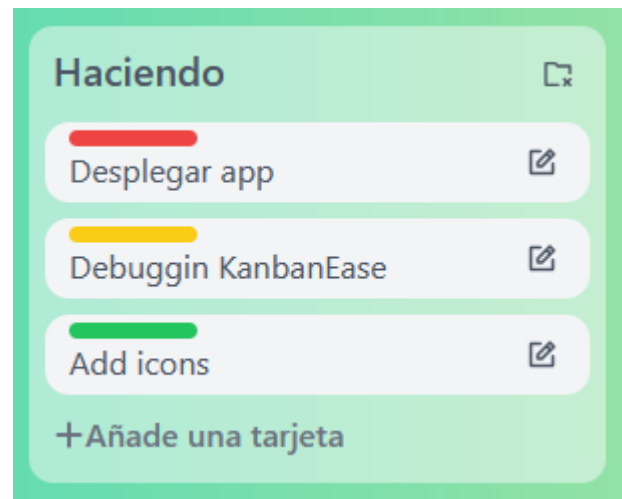 Haciendo
Desplegar app
Debuggin KanbanEase
Add icons
+Añade una tarjeta